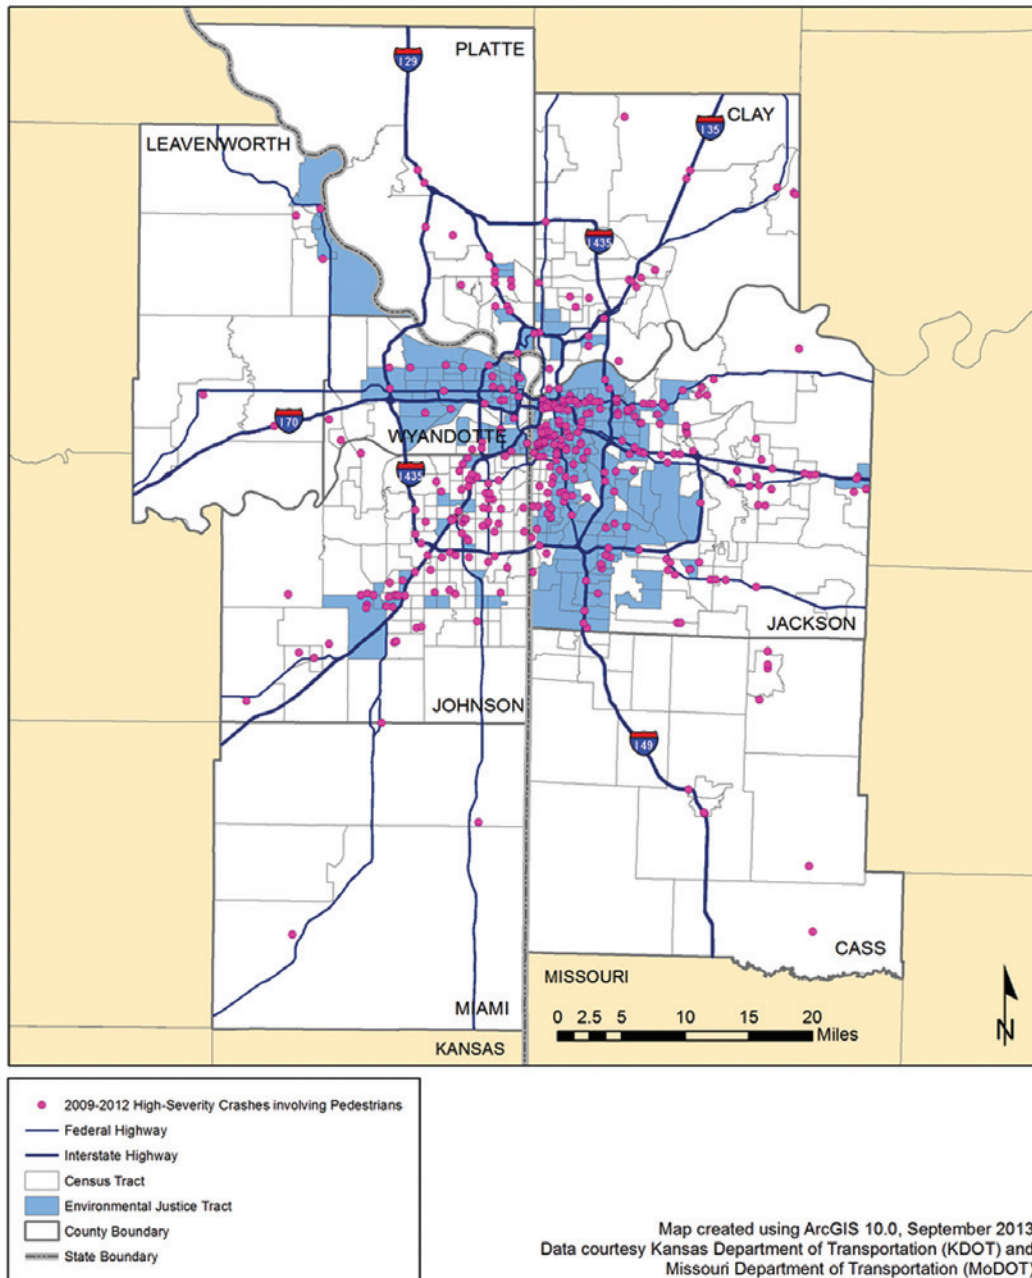 PLATTE
I 29
CLAY
I 35
LEAVENWORTH
I 435
I 70
WYANDOTTE
I 435
JACKSON
JOHNSON
I 49
CASS
MISSOURI
MIAMI
0 2.5 5 10 15 20
Miles
N
KANSAS
2009-2012 High-Severity Crashes involving Pedestrians
Federal Highway
Interstate Highway
Census Tract
Environmental Justice Tract
County Boundary
State Boundary
Map created using ArcGIS 10.0, September 2013
Data courtesy Kansas Department of Transportation (KDOT) and
Missouri Department of Transportation (MoDOT)